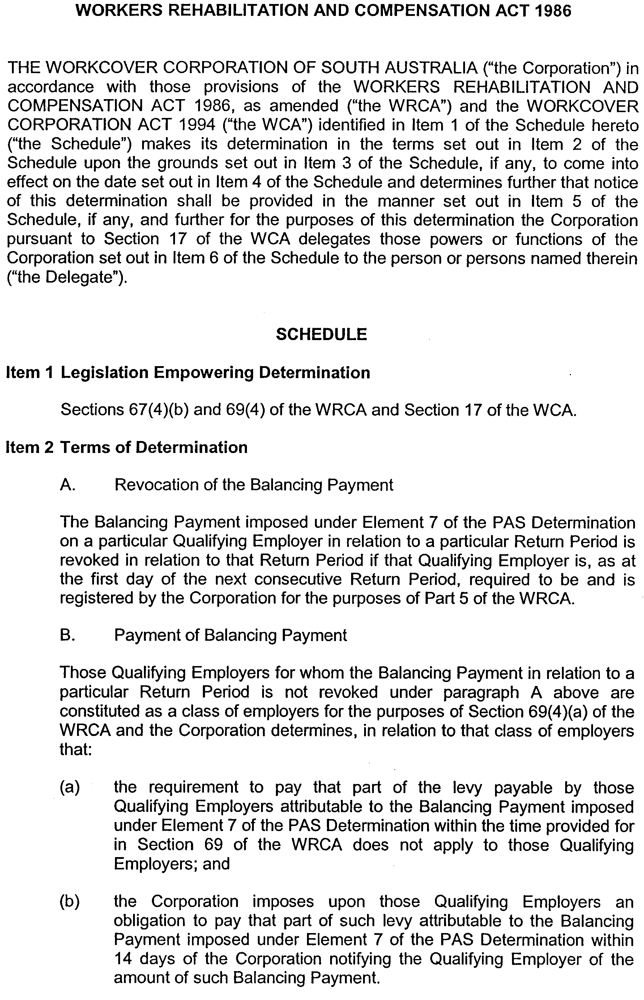 WORKERS REHABILITATION AND COMPENSATION ACT 1986
THE WORKCOVER CORPORATION OF SOUTH AUSTRALIA (“the Corporation”) in
accordance with those provisions of the WORKERS REHABILITATION AND
COMPENSATION ACT 1986, as amended (“the WRCA”) and the WORKCOVER
CORPORATION ACT 1994 (“the WCA”) identified in Item 1 of the Schedule hereto
(“the Schedule”) makes its determination in the terms set out in Item 2 of the
Schedule upon the grounds set out in Item 3 of the Schedule, if any, to come into
effect on the date set out in Item 4 of the Schedule and determines further that notice
of this determination shall be provided in the manner set out in Item 5 of the
Schedule, if any, and further for the purposes of this determination the Corporation
pursuant to Section 17 of the WCA delegates those powers or functions of the
Corporation set out in Item 6 of the Schedule to the person or persons named therein
(“the Delegate”).
SCHEDULE
Item 1 Legislation Empowering Determination
Sections 67(4)(b) and 69(4) of the WRCA and Section 17 of the WCA.
Item 2 Terms of Determination
A. Revocation of the Balancing Payment
The Balancing Payment imposed under Element 7 of the PAS Determination
on a particular Qualifying Employer in relation to a particular Return Period is
revoked in relation to that Return Period if that Qualifying Employer is, as at
the first day of the next consecutive Return Period, required to be and is
registered by the Corporation for the purposes of Part 5 of the WRCA.
B. Payment of Balancing Payment
Those Qualifying Employers for whom the Balancing Payment in relation to a
particular Return Period is not revoked under paragraph A above are
constituted as a class of employers for the purposes of Section 69(4)(a) of the
WRCA and the Corporation determines, in relation to that class of employers
that:
(a) the requirement to pay that part of the levy payable by those
Qualifying Employers attributable to the Balancing Payment imposed
under Element 7 of the PAS Determination within the time provided for
in Section 69 of the WRCA does not apply to those Qualifying
Employers; and
(b) the Corporation imposes upon those Qualifying Employers an
obligation to pay that part of such levy attributable to the Balancing
Payment imposed under Element 7 of the PAS Determination within
14 days of the Corporation notifying the Qualifying Employer of the
amount of such Balancing Payment.